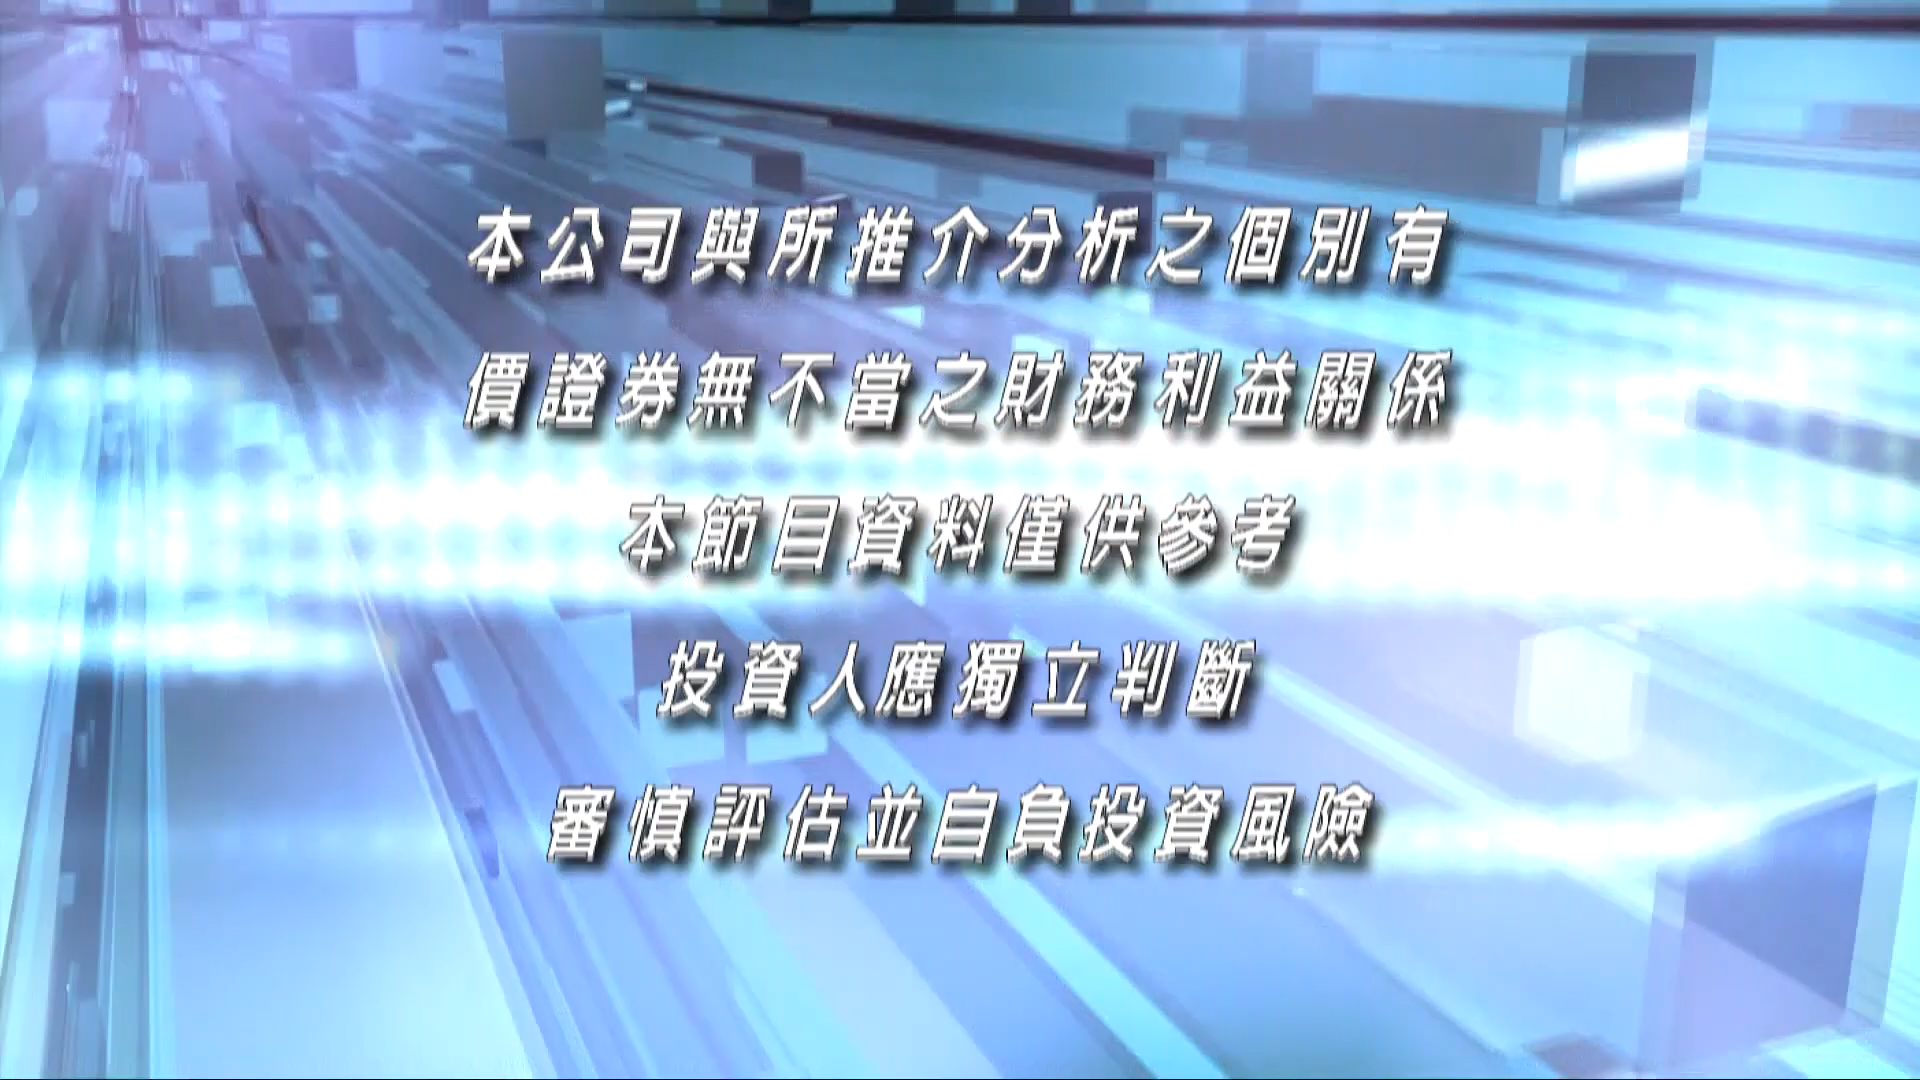 本公司與所推介分析之個別有
價證券無不當之財務利益關係
本節目資料僅供參考
投資人應獨立判斷
審慎評估並自負投資風險